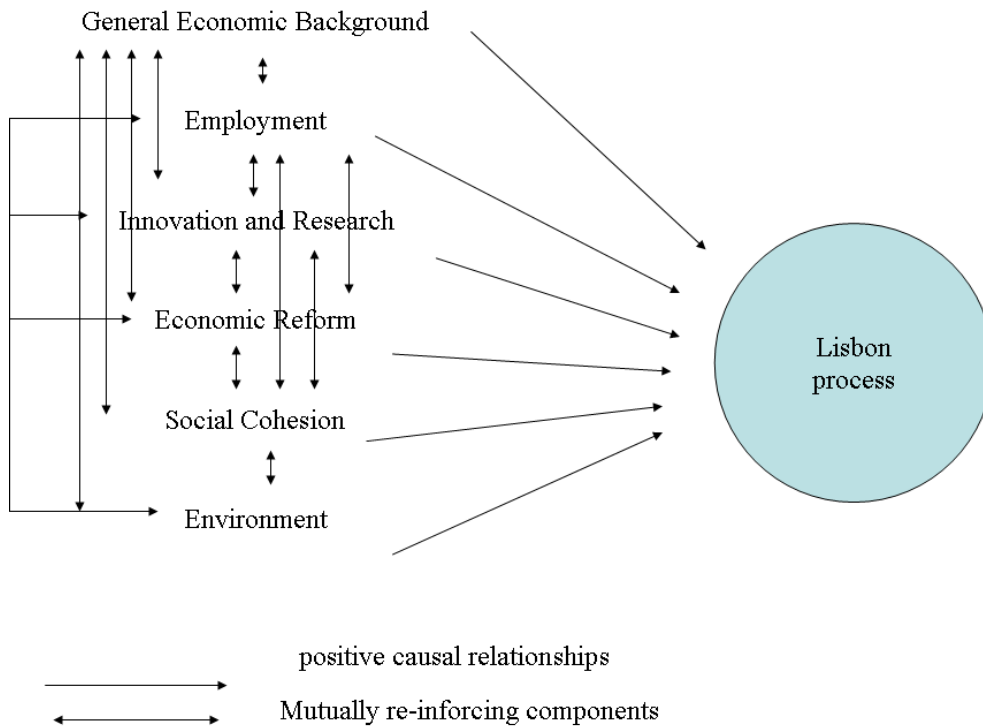 General Economic Background
Employment
Innovation and Research
Economic Reform
Social Cohesion
Environment
Lisbon
process
positive causal relationships
Mutually re-inforcing components